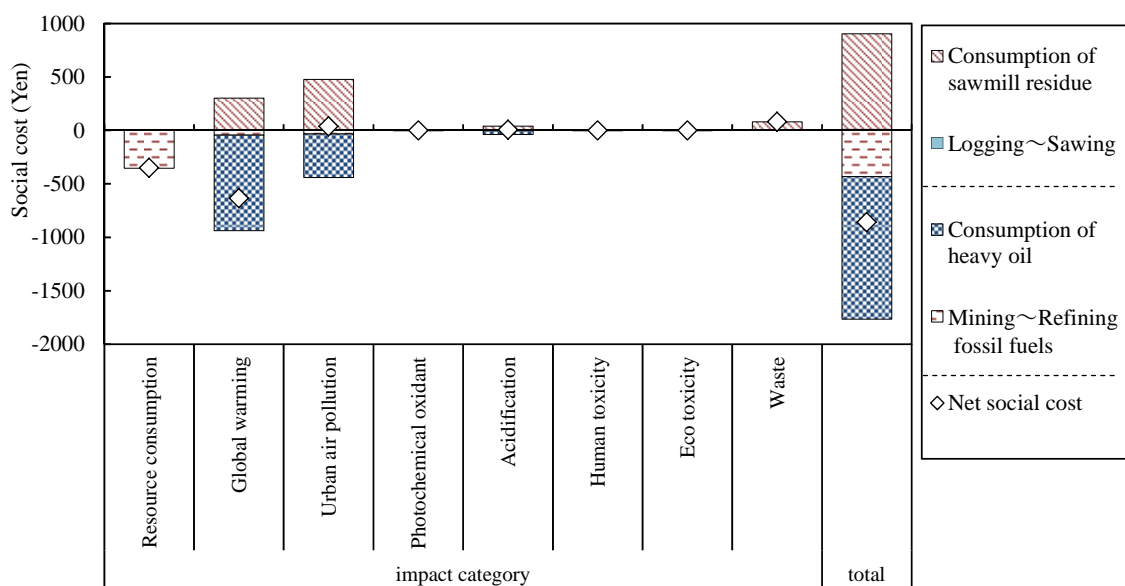 1000
500
0
-500
-1000
-1500
-2000
Social cost (Yen)
Resource consumption
Global warming
Urban air pollution
Photochemical oxidant
Acidification
Human toxicity
Eco toxicity
Waste
impact category
total
Consumption of
sawmill residue
Logging～Sawing
Consumption of
heavy oil
Mining～Refining
fossil fuels
Net social cost